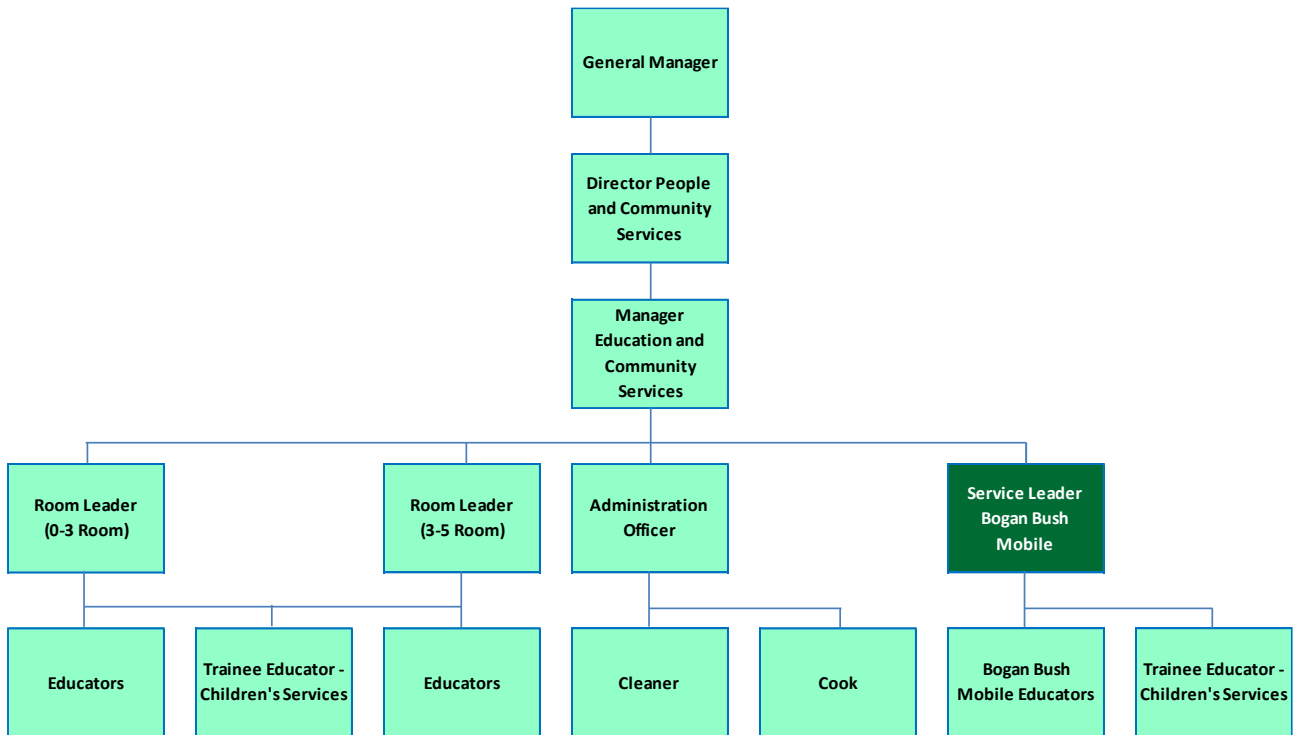 General Manager
Director People
and Community
Services
Manager
Education and
Community
Services
Room Leader
(0-3 Room)
Room Leader
(3-5 Room)
Administration
Officer
Service Leader
Bogan Bush
Mobile
Educators
Trainee Educator -
Children's Services
Educators
Cleaner
Cook
Bogan Bush
Mobile Educators
Trainee Educator -
Children's Services